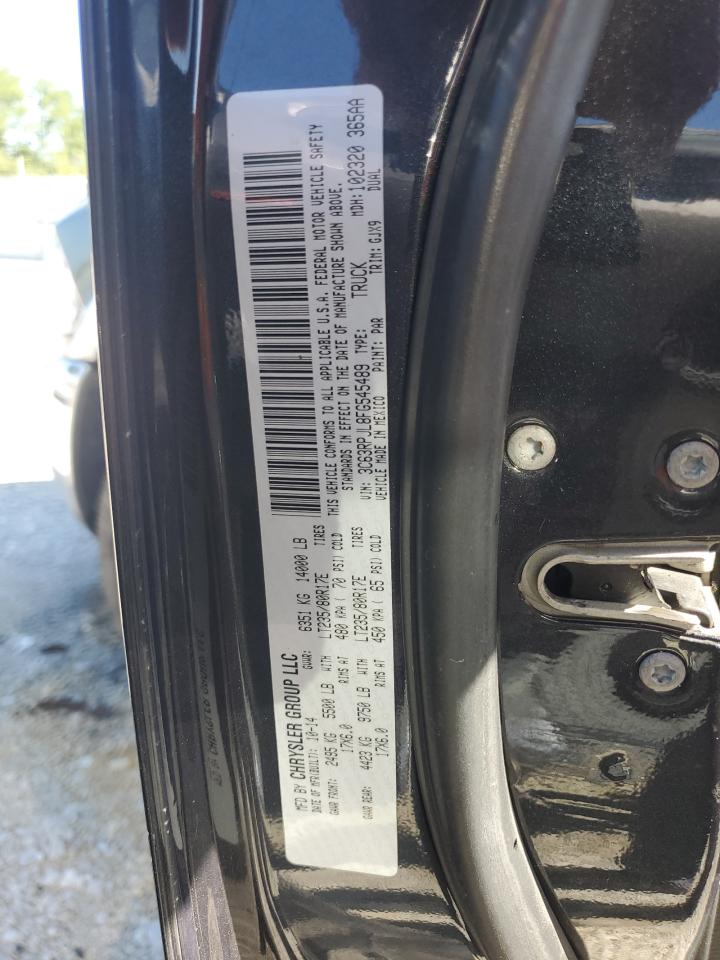 MFD BY CHRYSLER GROUP LLC
DATE OF MFR(BUILT): 10-14 GVWR: 6351 KG 14000 LB
GAWR FRONT: 2495 KG 5500 LB WITH LT235/80R17E TIRES
17X6.0 RIMS AT 480 KPA ( 70 PSI) COLD
GAWR REAR: 4423 KG 9750 LB WITH LT235/80R17E TIRES
17X6.0 RIMS AT 450 KPA ( 65 PSI) COLD
THIS VEHICLE CONFORMS TO ALL APPLICABLE U.S.A. FEDERAL MOTOR VEHICLE SAFETY
STANDARDS IN EFFECT ON THE DATE OF MANUFACTURE SHOWN ABOVE.
VIN: 3C63RPJL8FG545489 TYPE: TRUCK MDH: 102320 365AA
DUAL
VEHICLE MADE IN MEXICO PAINT: PAR TRIM: GJX9